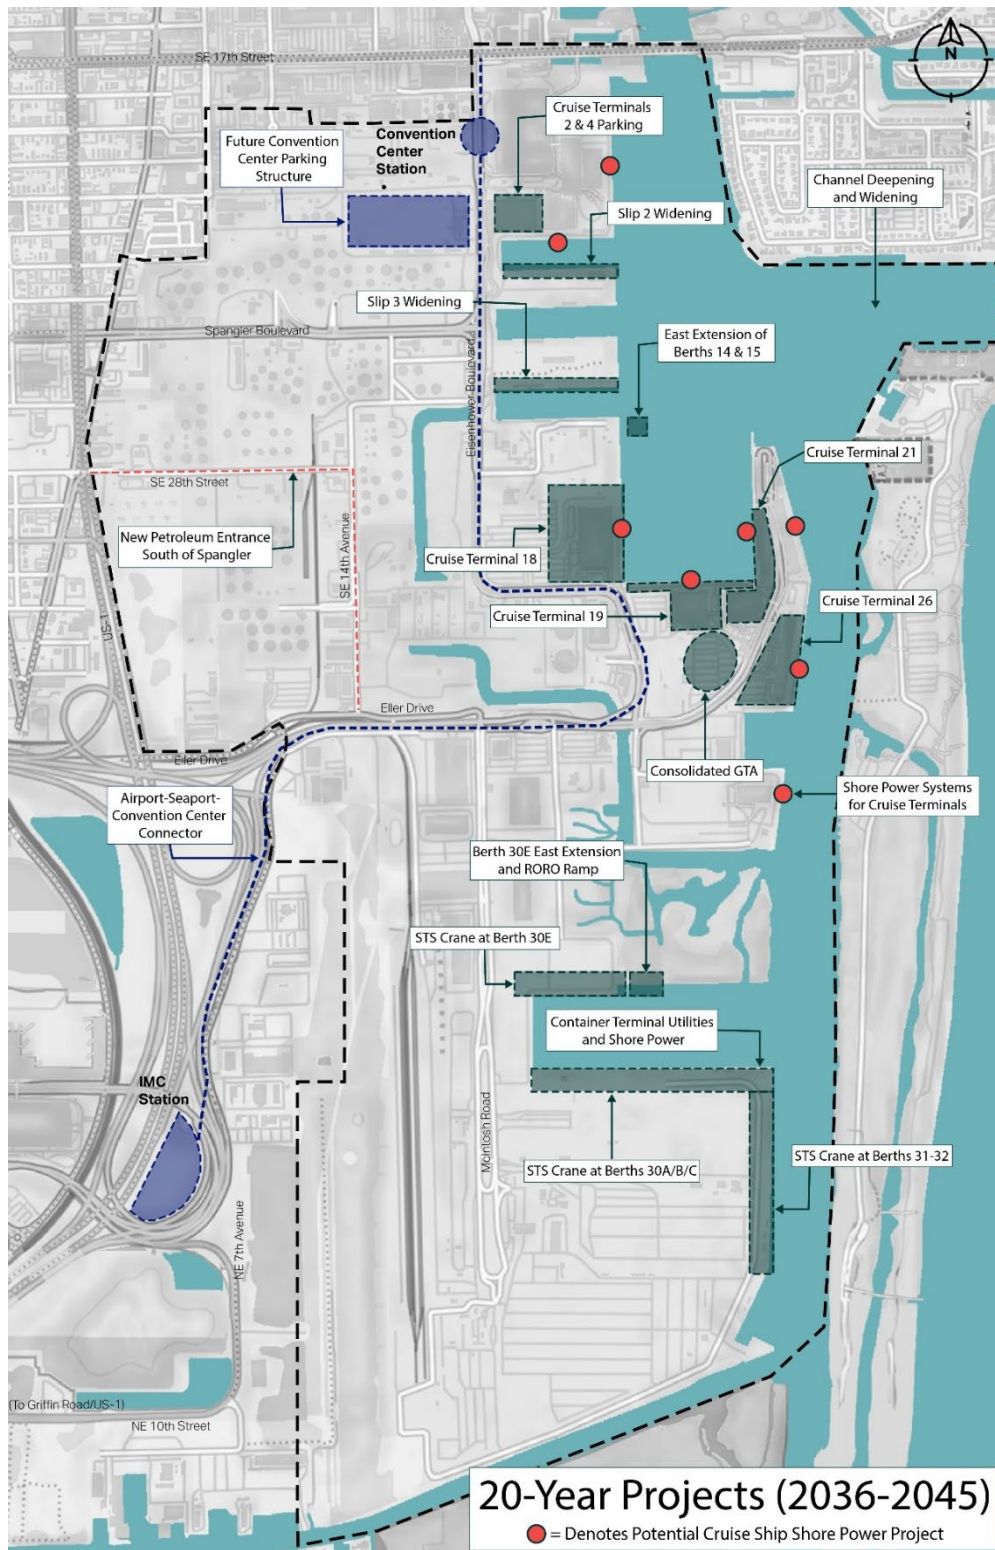 SE 17th Street
N
Cruise Terminals
2 & 4 Parking
Future Convention
Center Parking
Structure
Convention
Center
Station
Channel Deepening
and Widening
Slip 2 Widening
Slip 3 Widening
Spangler Boulevard
East Extension of
Berths 14 & 15
Eisenhower Boulevard
Cruise Terminal 21
SE 28th Street
New Petroleum Entrance
South of Spangler
SE 14th Avenue
Cruise Terminal 18
US-1
Cruise Terminal 19
Cruise Terminal 26
Eller Drive
Eller Drive
Consolidated GTA
Airport-Seaport-
Convention Center
Connector
Shore Power Systems
for Cruise Terminals
Berth 30E East Extension
and RORO Ramp
STS Crane at Berth 30E
Container Terminal Utilities
and Shore Power
IMC
Station
McIntosh Road
STS Crane at Berths 30A/B/C
STS Crane at Berths 31-32
NE 7th Avenue
(To Griffin Road/US-1)
NE 10th Street
20-Year Projects (2036-2045)
= Denotes Potential Cruise Ship Shore Power Project